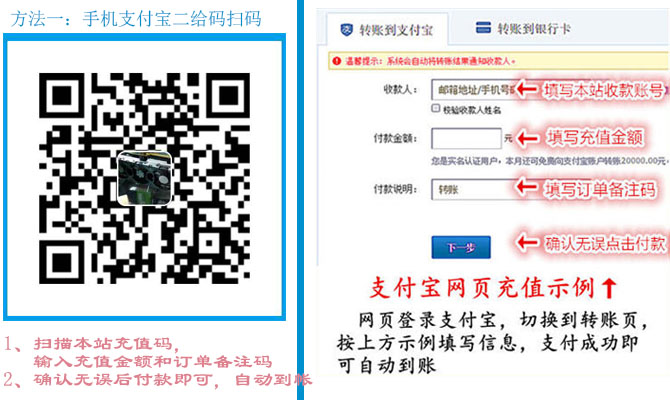 方法一：手机支付宝二给码扫码
1、扫描本站充值码，
输入充值金额和订单备注码
2、确认无误后付款即可，自动到帐
转账到支付宝
转账到银行卡
温馨提示：系统会自动将转账结果通知收款人。
收款人：
邮箱地址/手机号
填写本站收款账号
校验收款人姓名
付款金额：
元
填写充值金额
您是实名认证用户，本月还可免费向支付宝账户转账20000.00元。
付款说明：
转账
填写订单备注码
下一步
确认无误点击付款
支付宝网页充值示例↑
网页登录支付宝，切换到转账页，
按上方示例填写信息，支付成功即
可自动到账